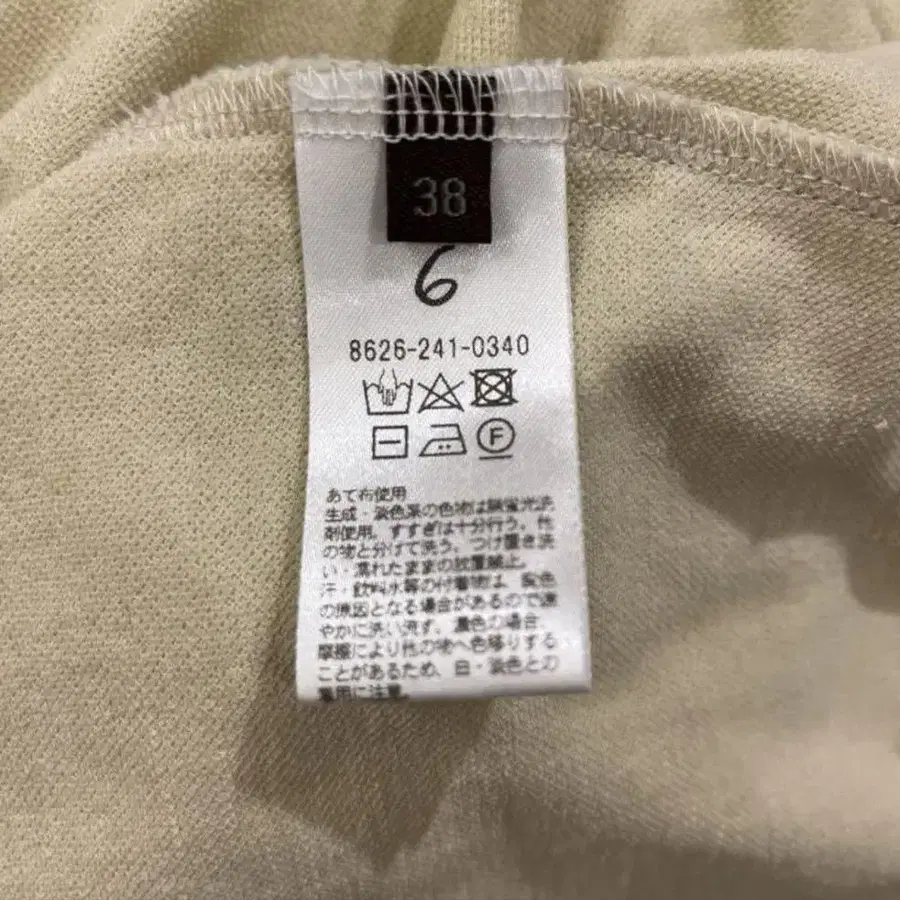 38
6
8626-241-0340
F
あて布使用
生成・淡色系の色物は無蛍光洗
剤使用、すすぎは十分行う、他
の物と分けて洗う、つけ置き洗
い・濡れたままの放置厳止。
汗・飲料水等の付着物は、変色
の原因となる場合があるので速
やかに洗い流す、濃色の場合、
摩擦により他の物へ色移りする
ことがあるため、白・淡色との
着用に注意。